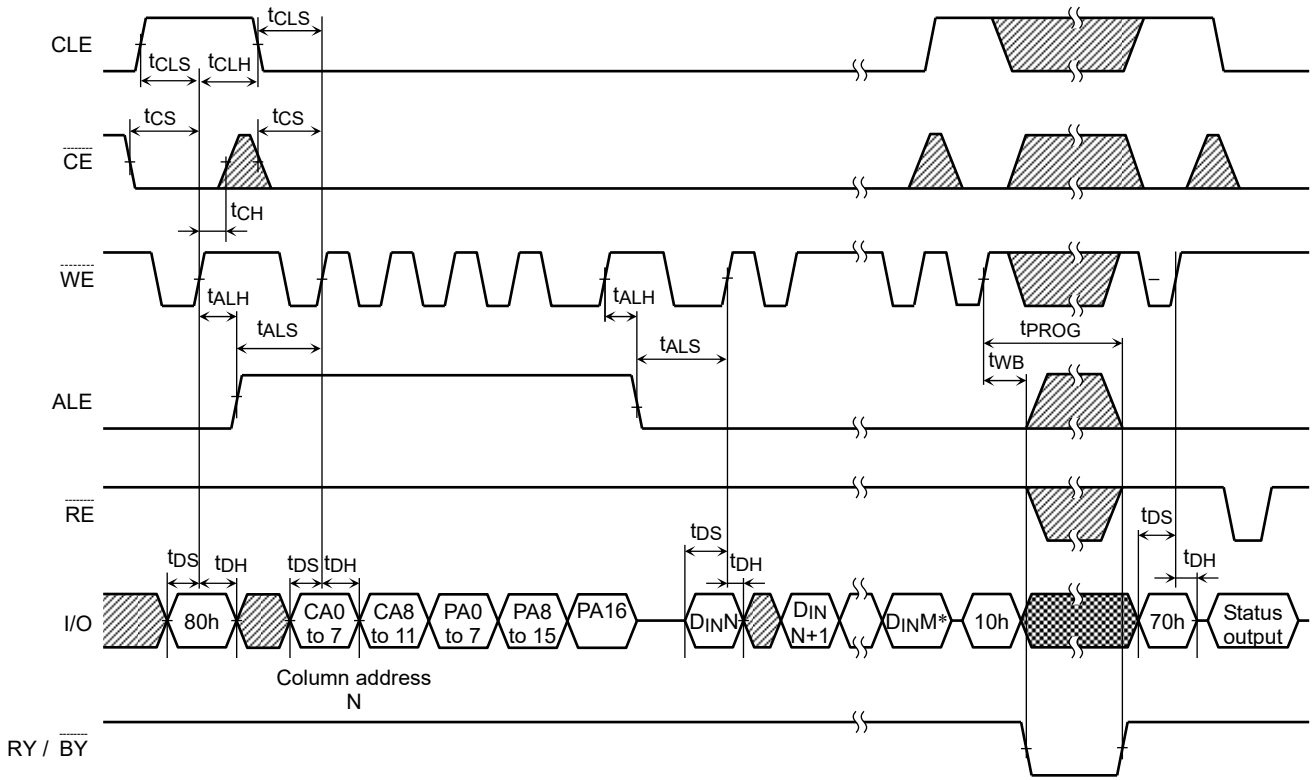 tCLS
CLE
tCLS tCLH
tCS tCS
CE
tCH
WE
tALH tALH
tALS tPROG
tALS
tWB
ALE
RE
tDS tDS
tDS tDH tDS tDH tDH tDH
I/O 80h CA0 to 7 CA8 to 11 PA0 to 7 PA8 to 15 PA16 DINN DIN N+1 DINM* 10h 70h Status output
Column address
N
RY / BY